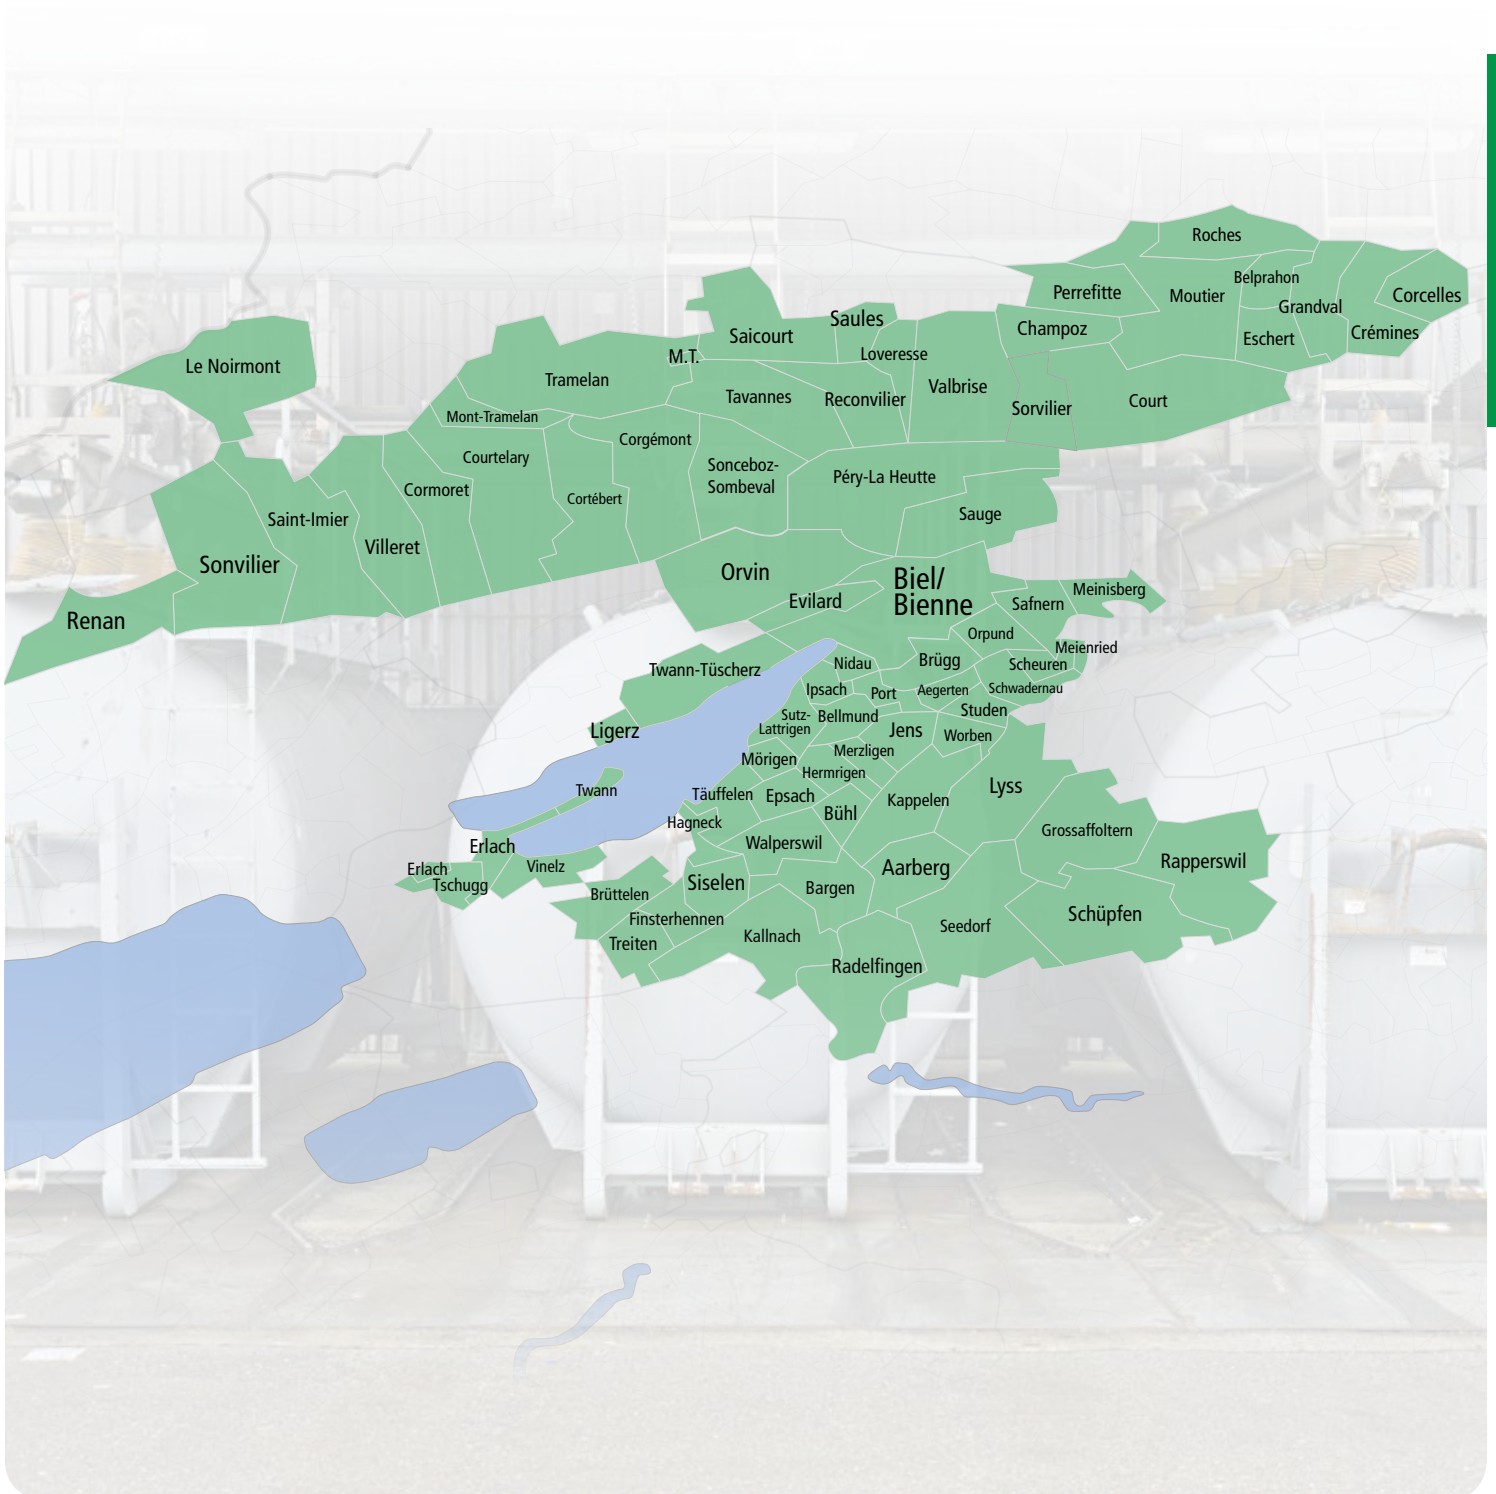 Roches
Belprahon
Perrefitte
Moutier
Corcelles
Grandval
Saules
Champoz
Crémines
Saicourt
Eschert
M.T.
Loveresse
Le Noirmont
Tramelan
Valbrise
Tavannes
Reconvilier
Court
Sorvilier
Mont-Tramelan
Corgémont
Courtelary
Sonceboz-
Sombeval
Péry-La Heutte
Cormoret
Cortébert
Sauge
Saint-Imier
Villeret
Sonvilier
Orvin
Biel/
Bienne
Evilard
Meinisberg
Safnern
Renan
Orpund
Meienried
Twann-Tüscherz
Nidau
Brügg
Scheuren
Ipsach
Port
Aegerten
Schwadernau
Sutz-
Lattrigen
Bellmund
Studen
Ligerz
Jens
Worben
Merzligen
Mörigen
Hermrigen
Twann
Täuffelen
Epsach
Kappelen
Lyss
Hagneck
Bühl
Grossaffoltern
Erlach
Walperswil
Rapperswil
Erlach
Vinelz
Aarberg
Tschugg
Siselen
Bargen
Brüttelen
Schüpfen
Finsterhennen
Seedorf
Treiten
Kallnach
Radelfingen